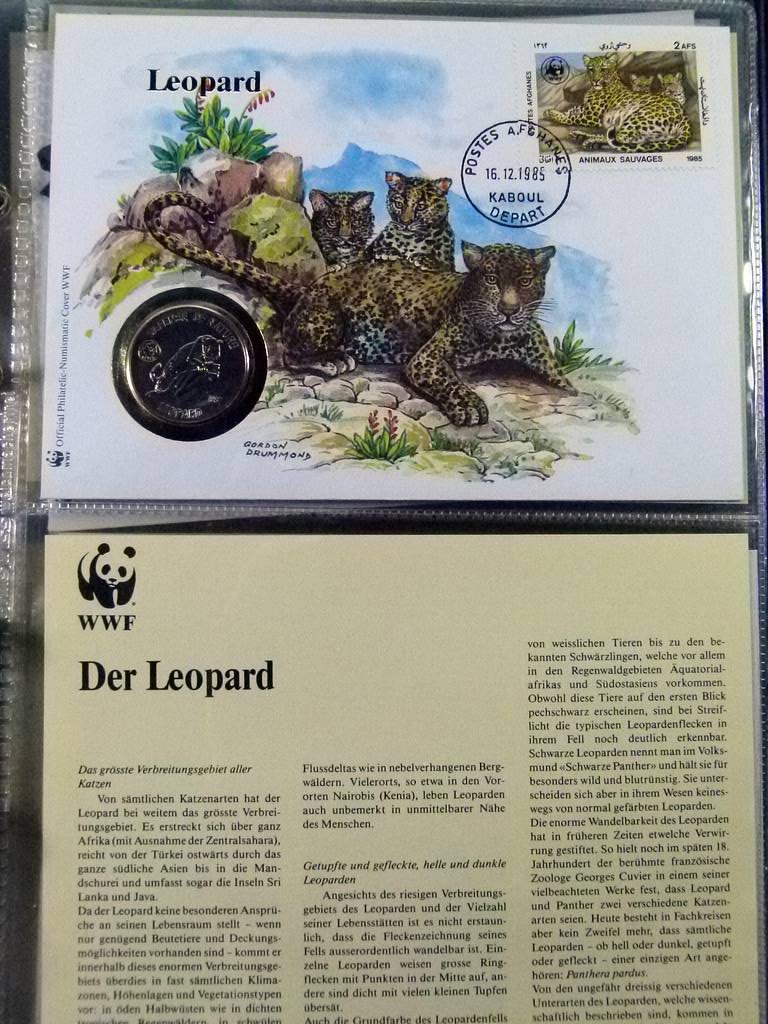 Leopard
١٣٦٤
2 AFS
WWF
POSTES AFGHANES
ANIMAUX SAUVAGES
1985
POSTES AFGHANES
16.12.1985
KABOUL
DEPART
Official Philatelic-Numismatic Cover WWF
WWF
GORDON
DRUMMOND
WWF
Der Leopard
Das grösste Verbreitungsgebiet aller
Katzen
Von sämtlichen Katzenarten hat der
Leopard bei weitem das grösste Verbrei-
tungsgebiet. Es erstreckt sich über ganz
Afrika (mit Ausnahme der Zentralsahara),
reicht von der Türkei ostwärts durch das
ganze südliche Asien bis in die Man-
dschurei und umfasst sogar die Inseln Sri
Lanka und Java.
Da der Leopard keine besonderen Ansprü-
che an seinen Lebensraum stellt – wenn
nur genügend Beutetiere und Deckungs-
möglichkeiten vorhanden sind – kommt er
innerhalb dieses enormen Verbreitungsge-
biets überdies in fast sämtlichen Klima-
zonen, Höhenlagen und Vegetationstypen
vor: in öden Halbwüsten wie in dichten
tropischen Regenwäldern, in schwülen
Flussdeltas wie in nebelverhangenen Berg-
wäldern. Vielerorts, so etwa in den Vor-
orten Nairobis (Kenia), leben Leoparden
auch unbemerkt in unmittelbarer Nähe
des Menschen.
Getupfte und gefleckte, helle und dunkle
Leoparden
Angesichts des riesigen Verbreitungs-
gebiets des Leoparden und der Vielzahl
seiner Lebensstätten ist es nicht erstaun-
lich, dass die Fleckenzeichnung seines
Fells ausserordentlich wandelbar ist. Ein-
zelne Leoparden weisen grosse Ring-
flecken mit Punkten in der Mitte auf, an-
dere sind dicht mit vielen kleinen Tupfen
übersät.
Auch die Grundfarbe des Leopardenfells
von weisslichen Tieren bis zu den be-
kannten Schwärzlingen, welche vor allem
in den Regenwaldgebieten Äquatorial-
afrikas und Südostasiens vorkommen.
Obwohl diese Tiere auf den ersten Blick
pechschwarz erscheinen, sind bei Streif-
licht die typischen Leopardenflecken in
ihrem Fell noch deutlich erkennbar.
Schwarze Leoparden nennt man im Volks-
mund «Schwarze Panther» und hält sie für
besonders wild und blutrünstig. Sie unter-
scheiden sich aber in ihrem Wesen keines-
wegs von normal gefärbten Leoparden.
Die enorme Wandelbarkeit des Leoparden
hat in früheren Zeiten etwelche Verwir-
rung gestiftet. So hielt noch im späten 18.
Jahrhundert der berühmte französische
Zoologe Georges Cuvier in einem seiner
vielbeachteten Werke fest, dass Leopard
und Panther zwei verschiedene Katzen-
arten seien. Heute besteht in Fachkreisen
aber kein Zweifel mehr, dass sämtliche
Leoparden – ob hell oder dunkel, getupft
oder gefleckt – einer einzigen Art ange-
hören: Panthera pardus.
Von den ungefähr dreissig verschiedenen
Unterarten des Leoparden, welche wissen-
schaftlich beschrieben sind, kommen in